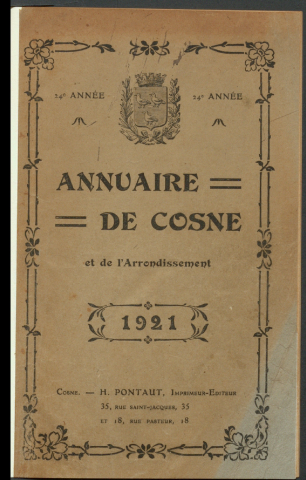 24e ANNÉE 24e ANNÉE
ANNUAIRE =
= DE COSNE
et de l'Arrondissement
1921
Cosne. — H. PONTAUT, Imprimeur-Editeur
35, rue saint-jacques, 35
et 18, rue pasteur, 18